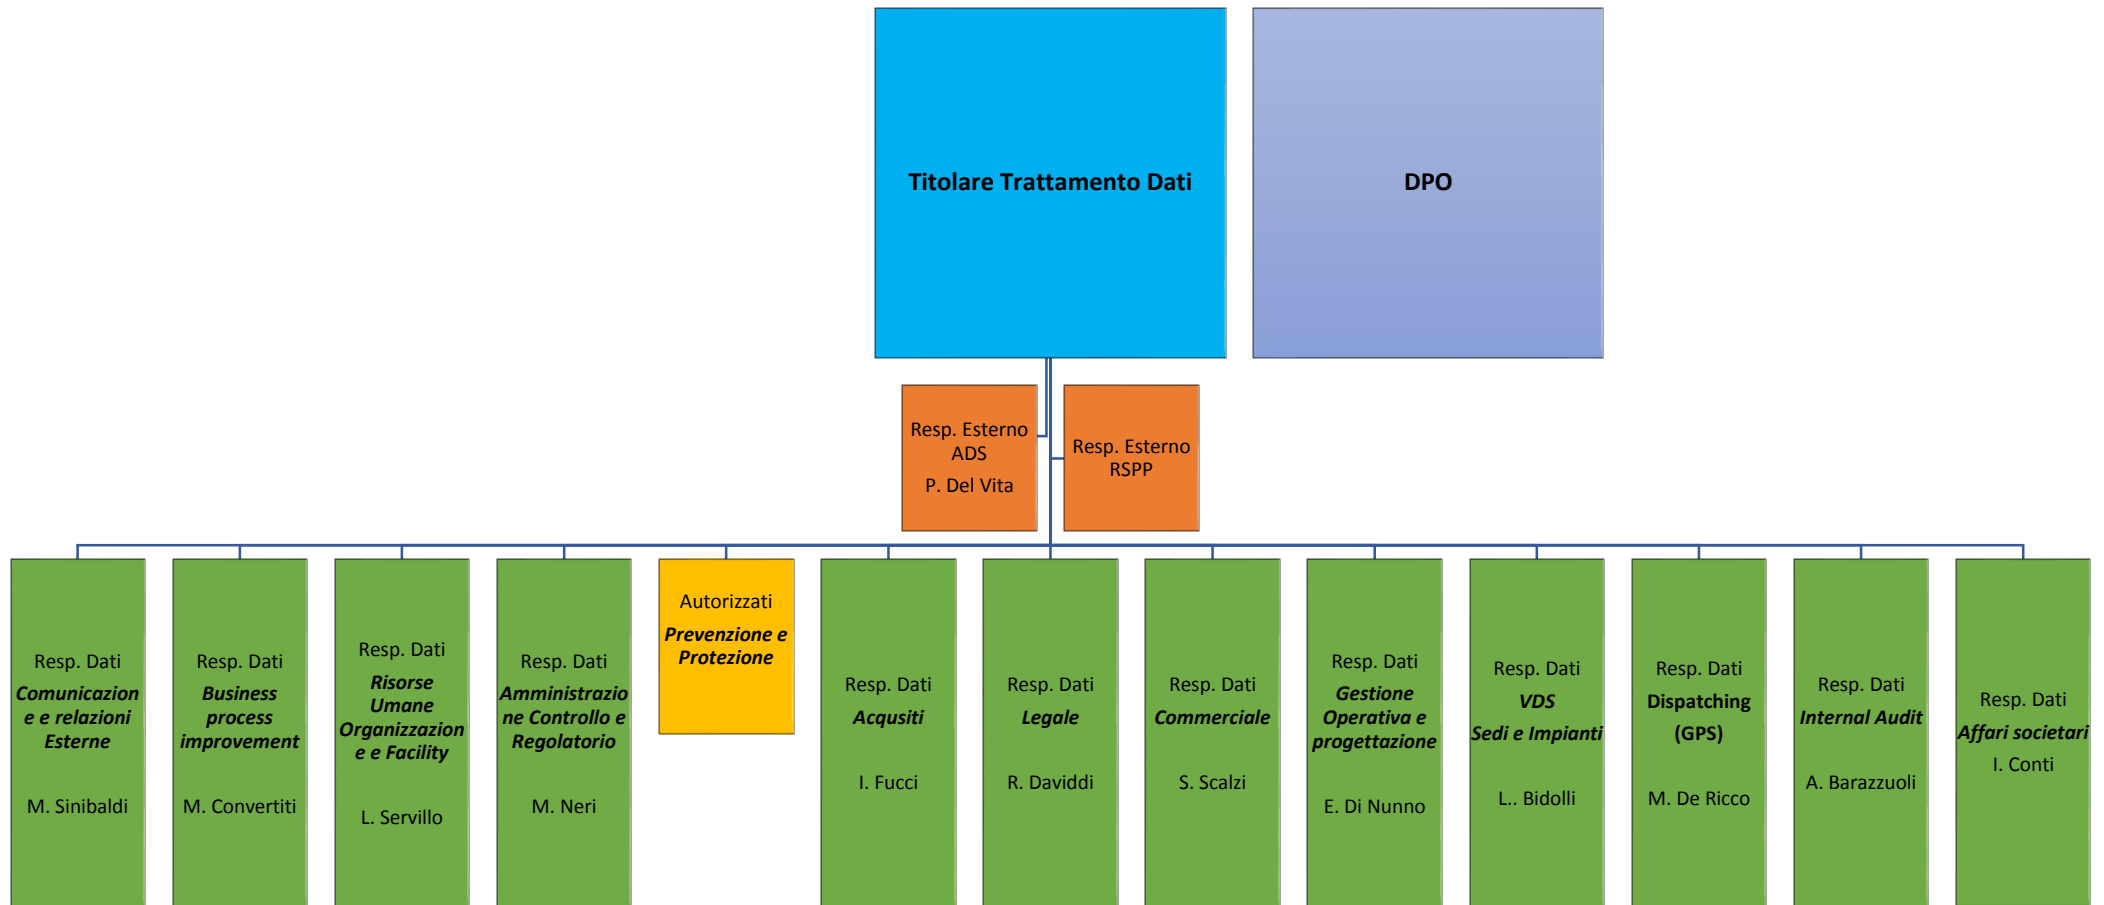 Titolare Trattamento Dati
DPO
Resp. Esterno
ADS
P. Del Vita
Resp. Esterno
RSPP
Resp. Dati
Comunicazion
e e relazioni
Esterne
M. Sinibaldi
Resp. Dati
Business
process
improvement
M. Convertiti
Resp. Dati
Risorse
Umane
Organizzazion
e e Facility
L. Servillo
Resp. Dati
Amministrazio
ne Controllo e
Regolatorio
M. Neri
Autorizzati
Prevenzione e
Protezione
Resp. Dati
Acqusiti
I. Fucci
Resp. Dati
Legale
R. Daviddi
Resp. Dati
Commerciale
S. Scalzi
Resp. Dati
Gestione
Operativa e
progettazione
E. Di Nunno
Resp. Dati
VDS
Sedi e Impianti
L.. Bidolli
Resp. Dati
Dispatching
(GPS)
M. De Ricco
Resp. Dati
Internal Audit
A. Barazzuoli
Resp. Dati
Affari societari
I. Conti